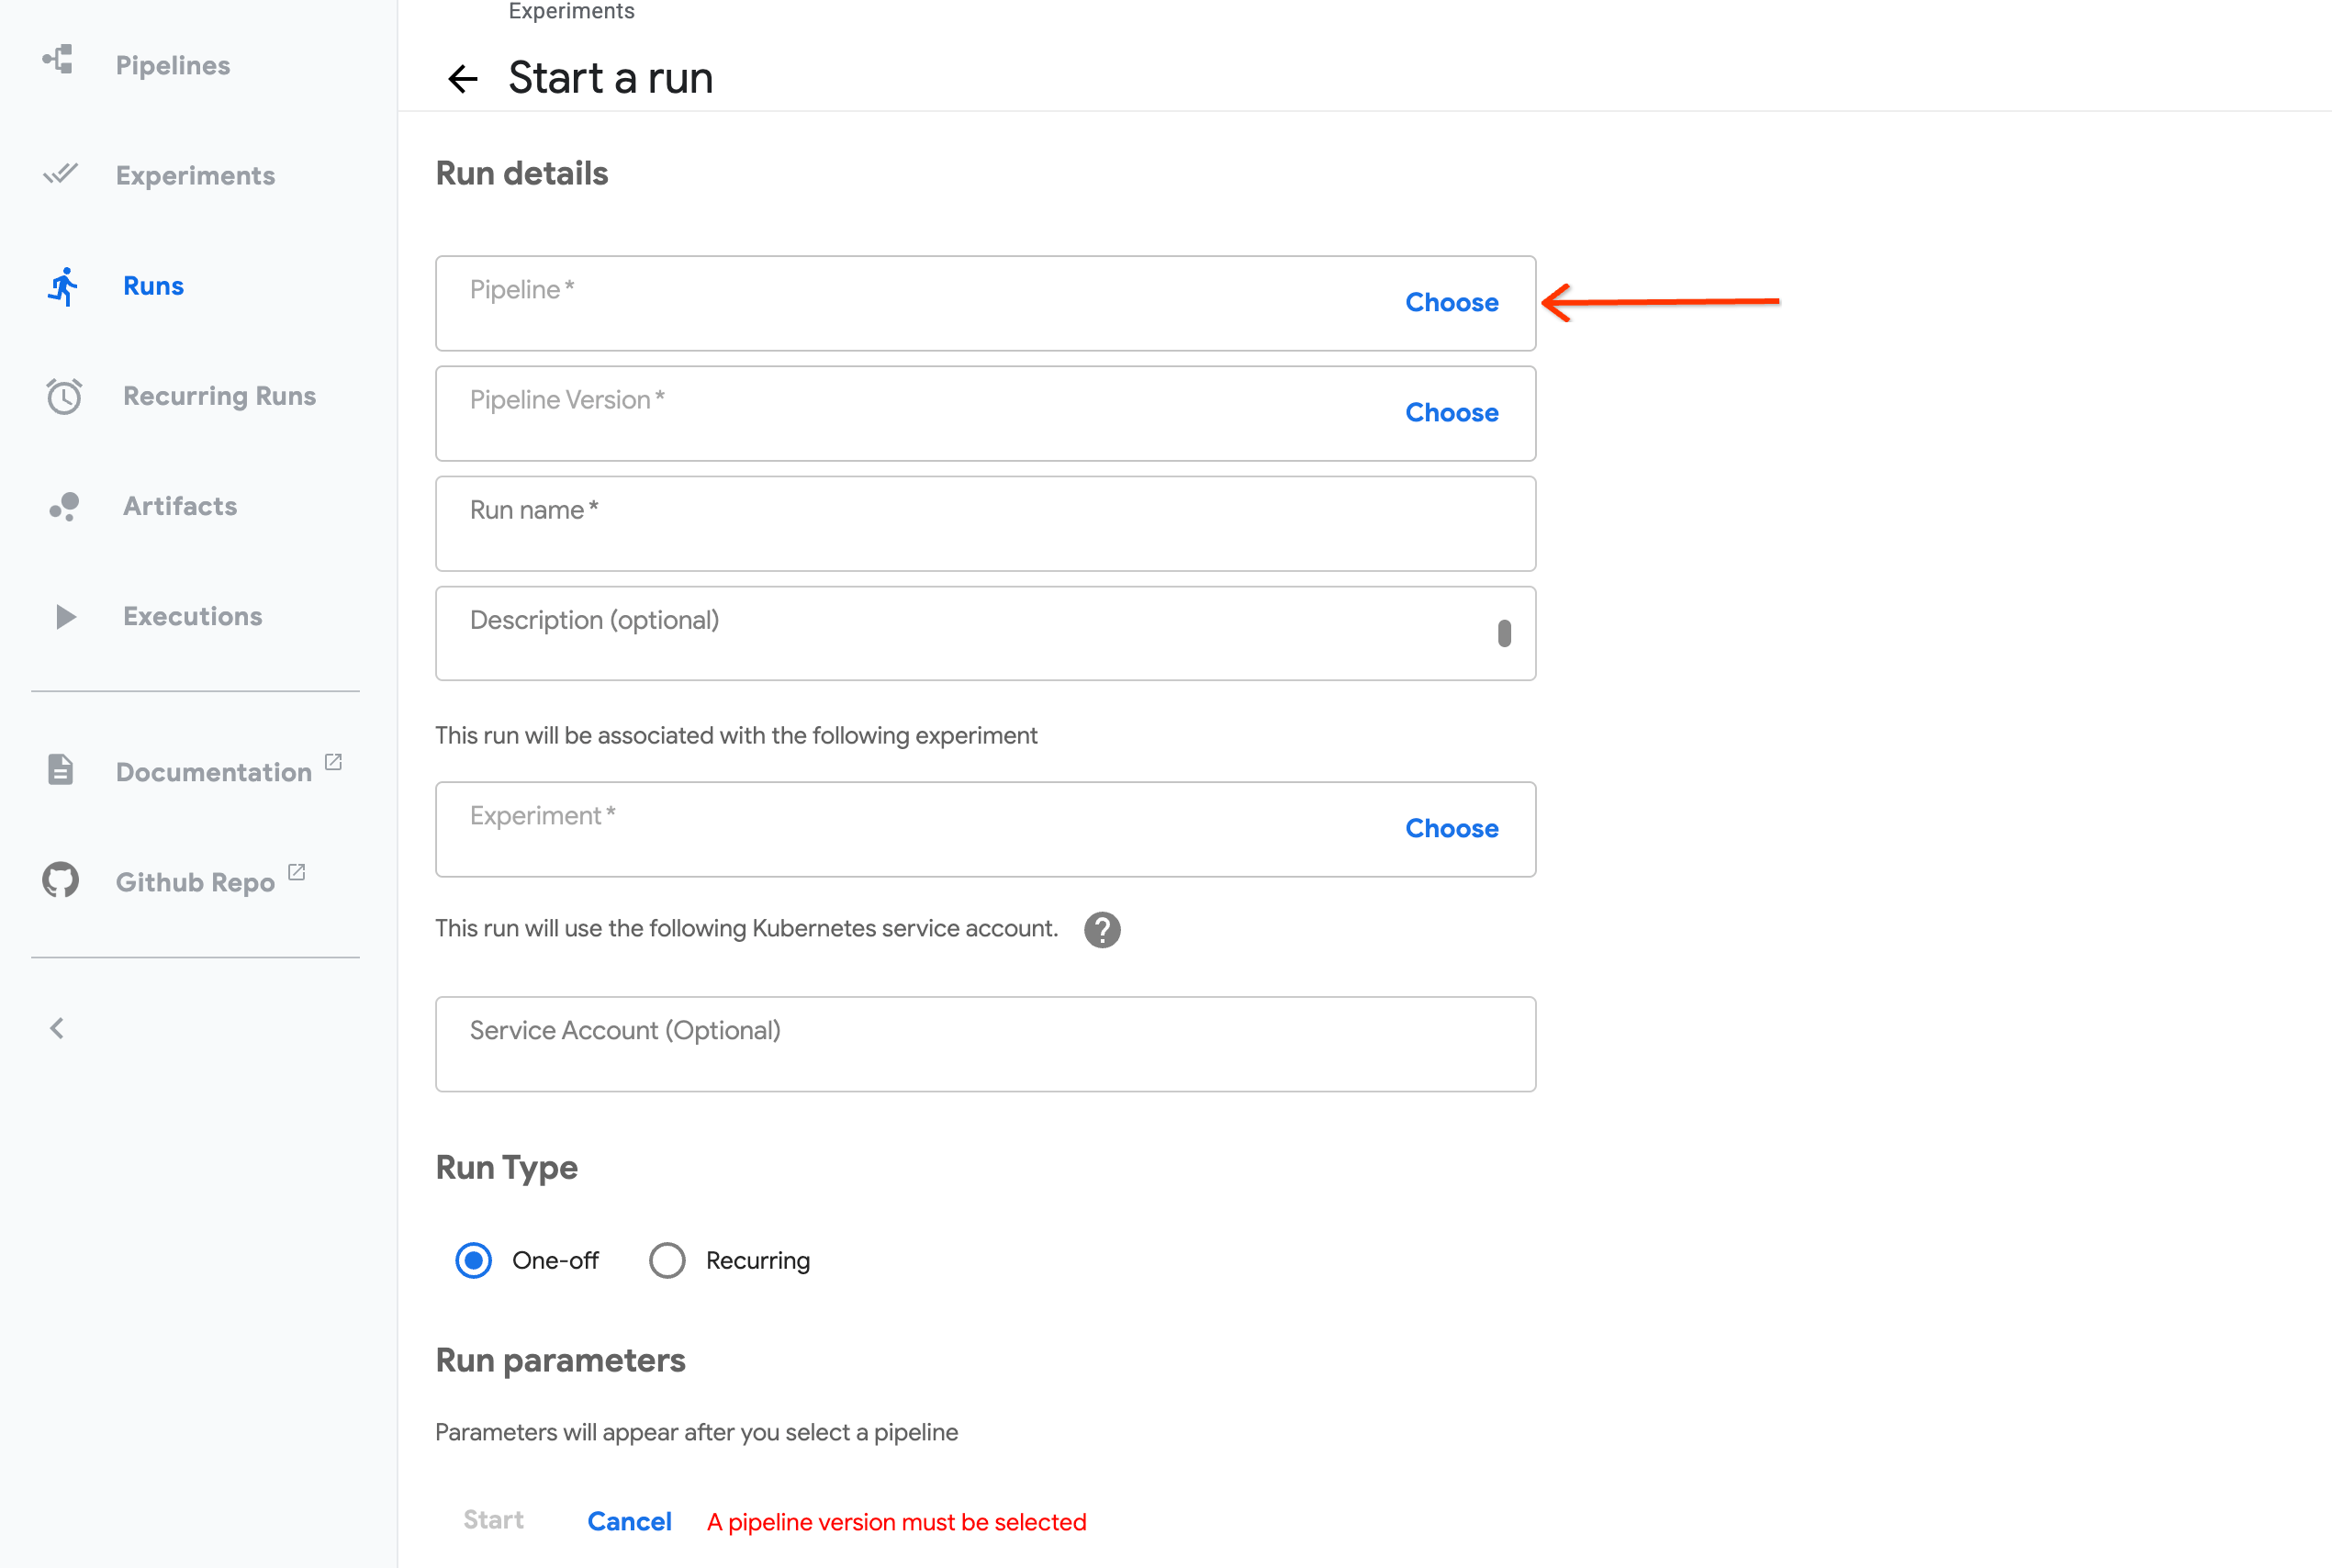 Pipelines
Experiments
Runs
Recurring Runs
Artifacts
Executions
Documentation
Github Repo
Experiments
Start a run
Run details
Pipeline *
Choose
Pipeline Version *
Choose
Run name *
Description (optional)
This run will be associated with the following experiment
Experiment *
Choose
This run will use the following Kubernetes service account.
Service Account (Optional)
Run Type
One-off
Recurring
Run parameters
Parameters will appear after you select a pipeline
Start
Cancel
A pipeline version must be selected